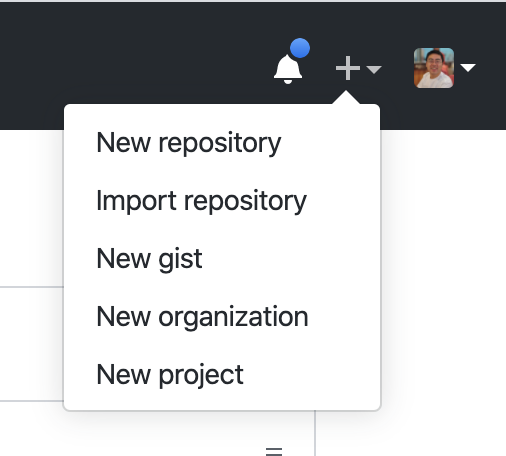 New repository
Import repository
New gist
New organization
New project